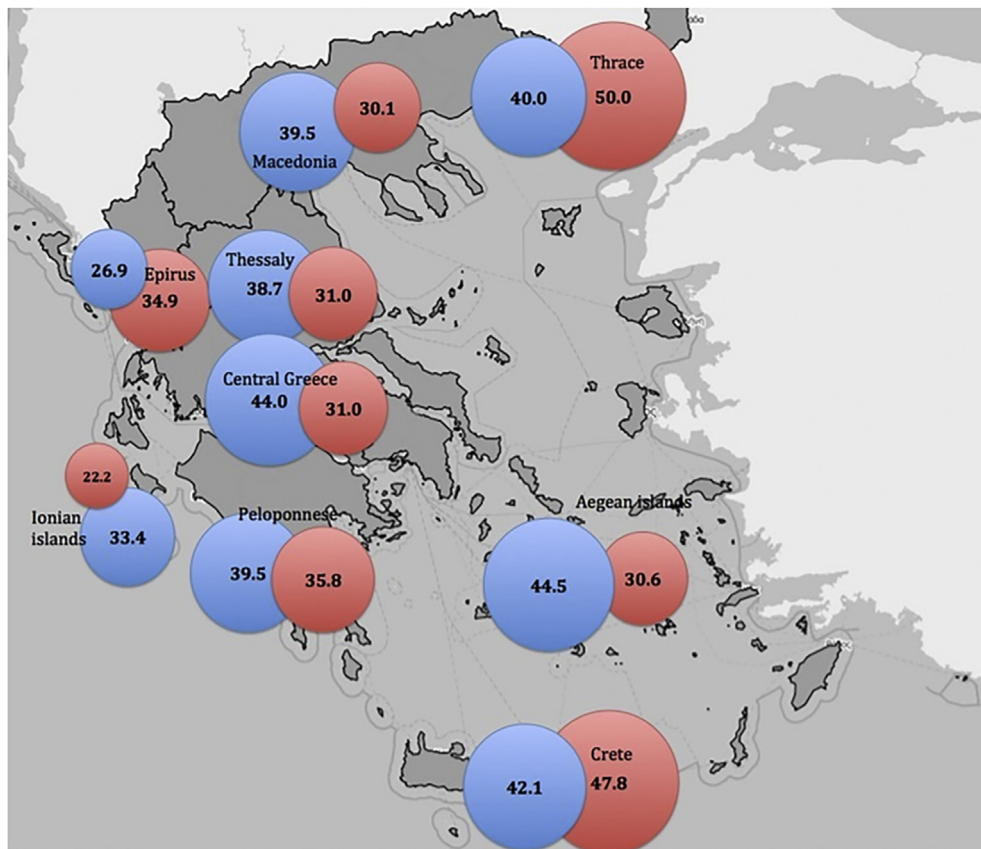 Thrace
40.0
50.0
30.1
39.5
Macedonia
Thessaly
26.9
Epirus
38.7
34.9
31.0
Central Greece
44.0
31.0
22.2
Ionian
islands
33.4
Peloponnese
39.5
35.8
Aegean islands
44.5
30.6
Crete
42.1
47.8